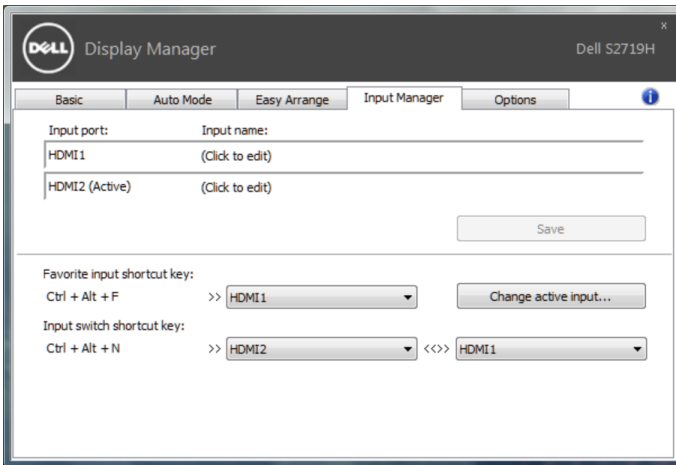 x
DELL Display Manager Dell S2719H
Basic Auto Mode Easy Arrange Input Manager Options i
Input port: Input name:
HDMI1 (Click to edit)
HDMI2 (Active) (Click to edit)
Save
Favorite input shortcut key:
Ctrl + Alt + F >> HDMI1 Change active input...
Input switch shortcut key:
Ctrl + Alt + N >> HDMI2 <<>> HDMI1